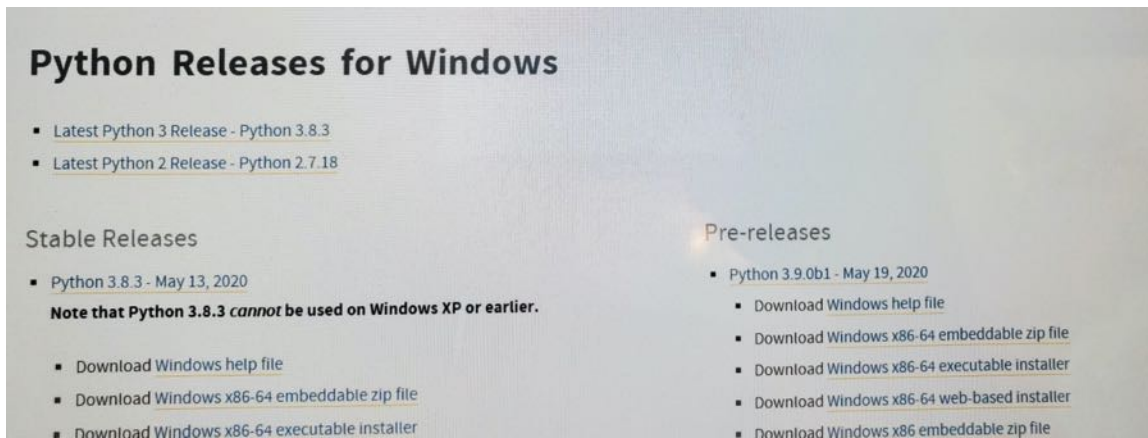 Python Releases for Windows
Latest Python 3 Release - Python 3.8.3
Latest Python 2 Release - Python 2.7.18
Stable Releases
Python 3.8.3 - May 13, 2020
Note that Python 3.8.3 cannot be used on Windows XP or earlier.
Download Windows help file
Download Windows x86-64 embeddable zip file
Download Windows x86-64 executable installer
Pre-releases
Python 3.9.0b1 - May 19, 2020
Download Windows help file
Download Windows x86-64 embeddable zip file
Download Windows x86-64 executable installer
Download Windows x86-64 web-based installer
Download Windows x86 embeddable zip file